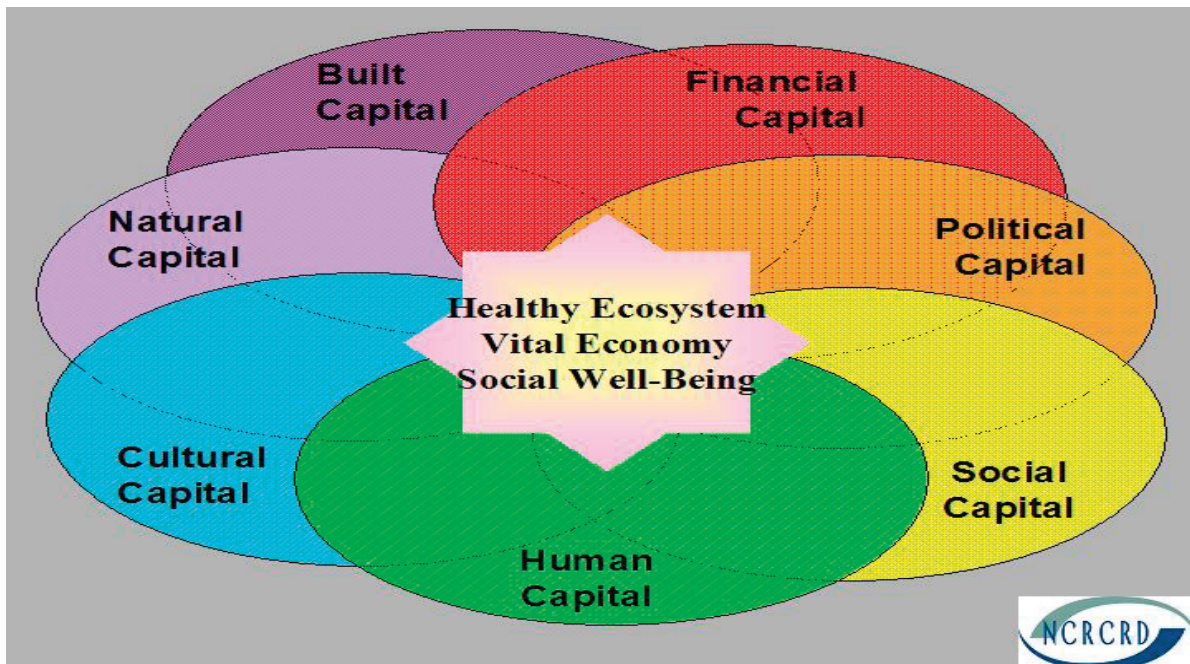 Built
Capital
Financial
Capital
Natural
Capital
Political
Capital
Healthy Ecosystem
Vital Economy
Social Well-Being
Cultural
Capital
Social
Capital
Human
Capital
NCRCRD